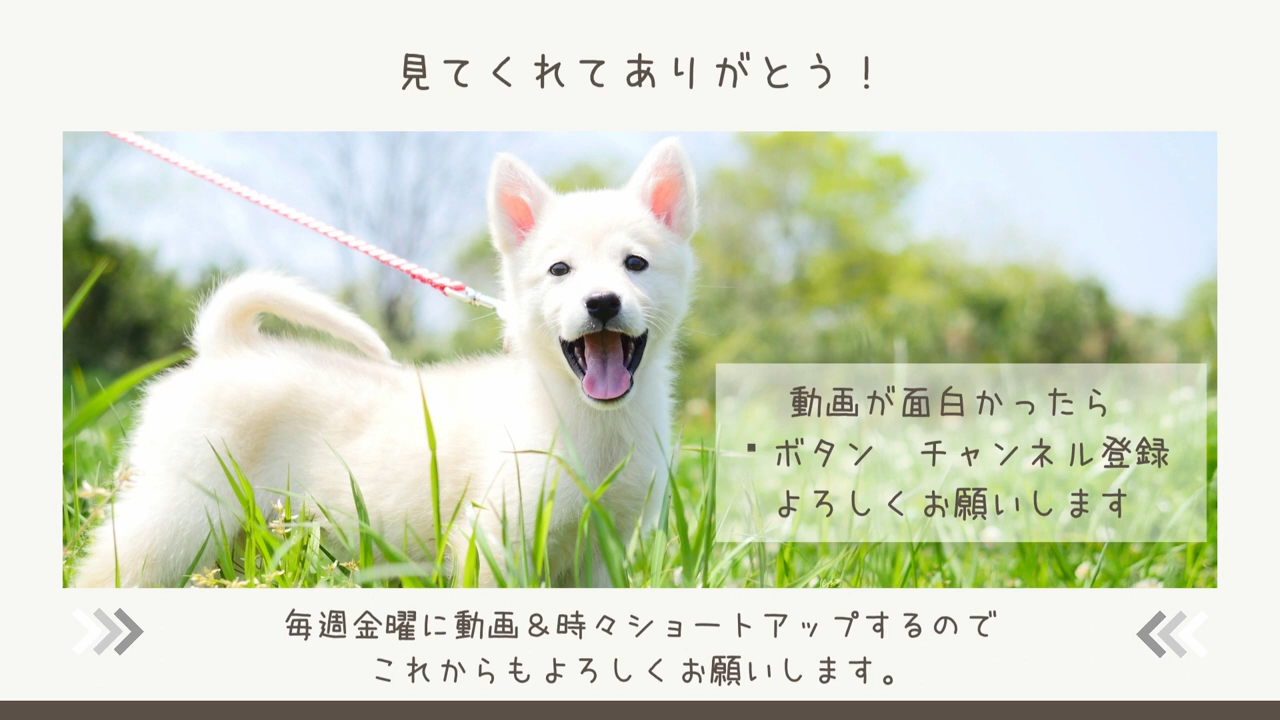 見てくれてありがとう！
動画が面白かったら
▪ボタン　チャンネル登録
よろしくお願いします
毎週金曜に動画＆時々ショートアップするので
これからもよろしくお願いします。